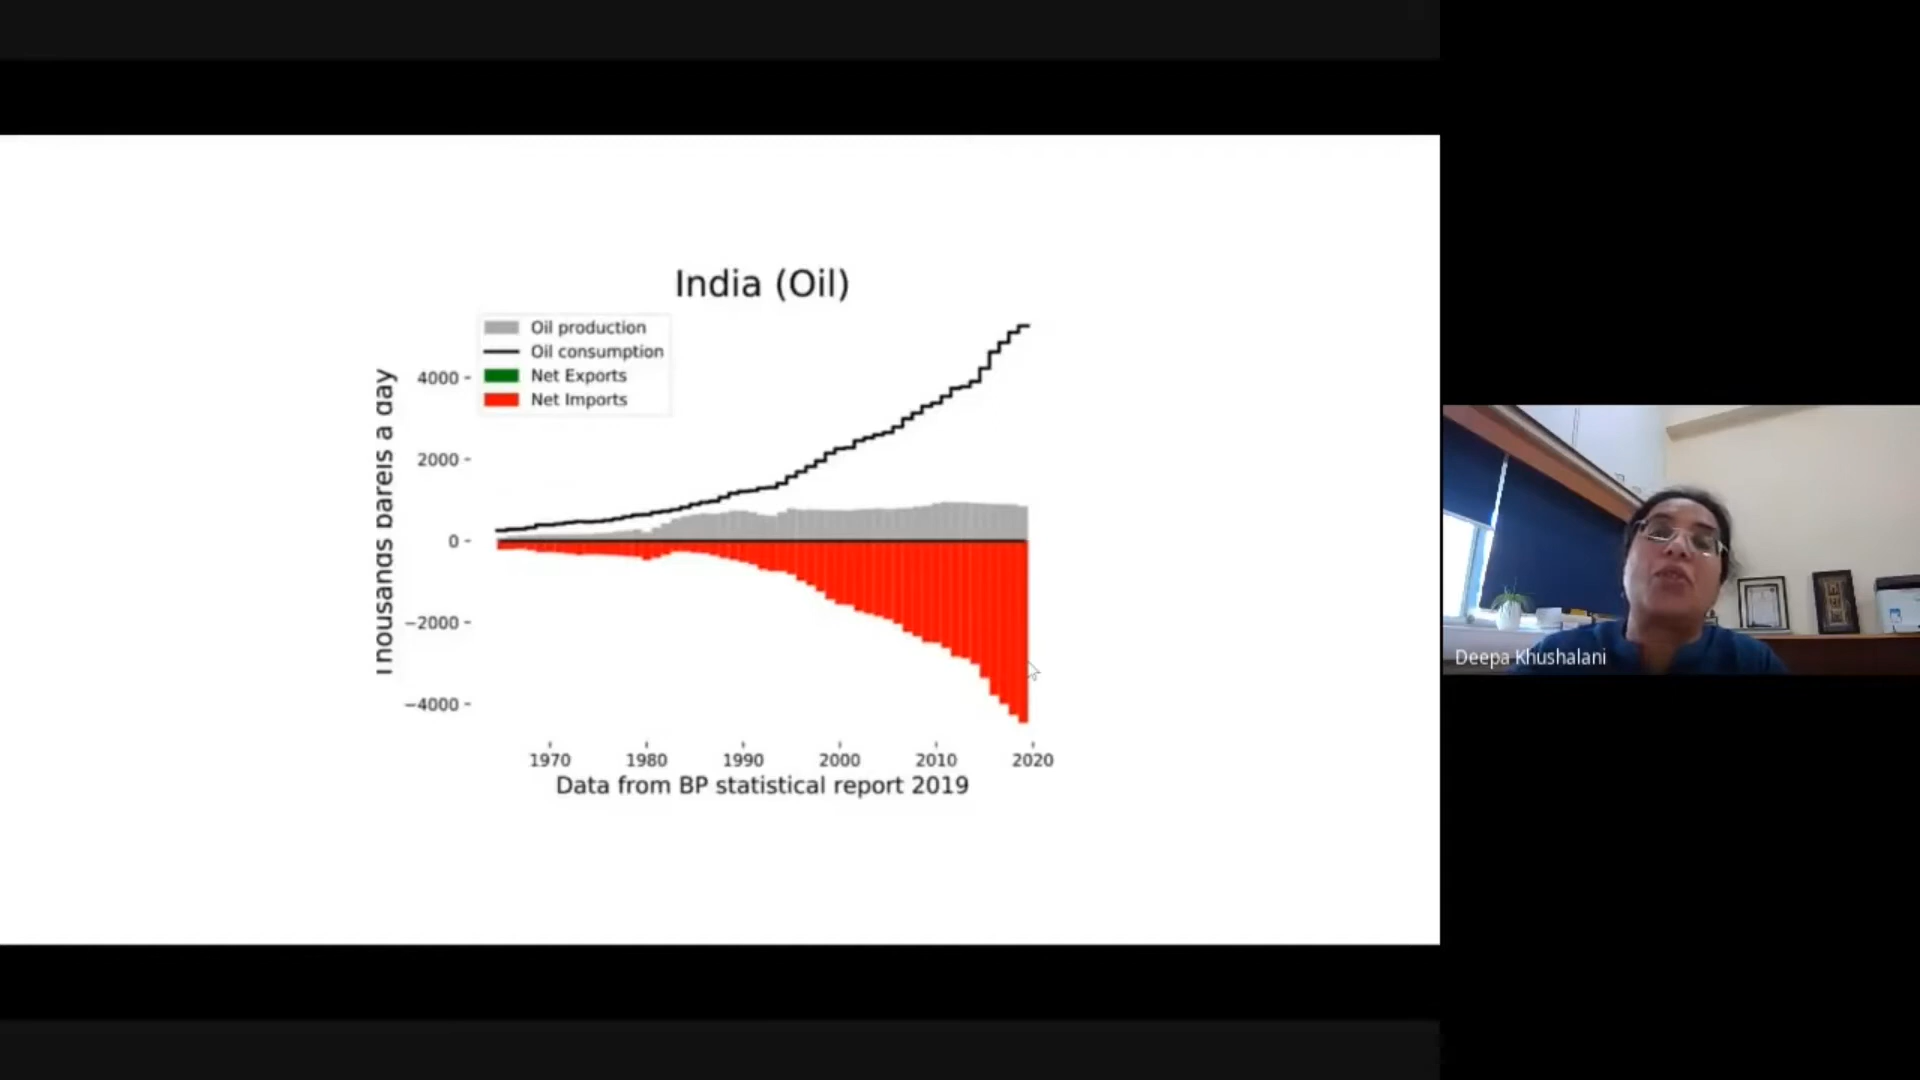 India (Oil)
Oil production
Oil consumption
Net Exports
Net Imports
Thousands barels a day
4000
2000
0
−2000
−4000
1970 1980 1990 2000 2010 2020
Data from BP statistical report 2019
Deepa Khushalani